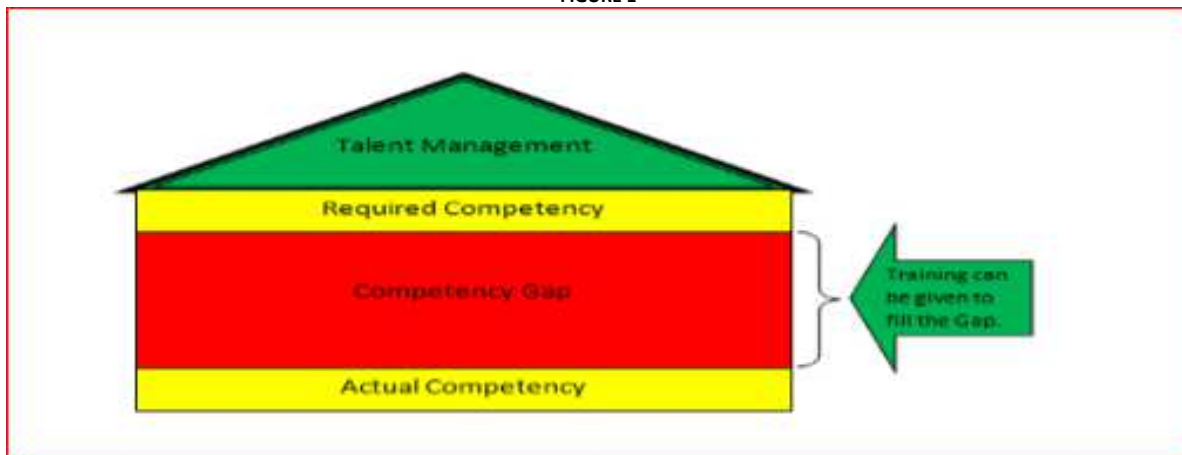 Talent Management
Required Competency
Competency Gap
Training can
be given to
fill the Gap.
Actual Competency